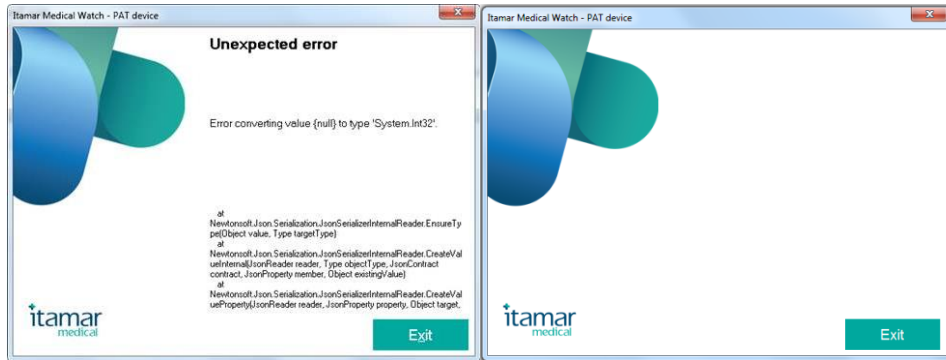 Itamar Medical Watch - PAT device
Unexpected error
Error converting value {null} to type 'System.Int32'.
at
Newtonsoft.Json.Serialization.JsonSerializerInternalReader.EnsureTy
pe(Object value, Type targetType)
at
Newtonsoft.Json.Serialization.JsonSerializerInternalReader.CreateVal
ueInternal(JsonReader reader, Type objectType, JsonContract
contract, JsonProperty member, Object existingValue)
at
Newtonsoft.Json.Serialization.JsonSerializerInternalReader.CreateVal
ueProperty(JsonReader reader, JsonProperty property, Object target,
itamar
medical
Exit
Itamar Medical Watch - PAT device
itamar
medical
Exit